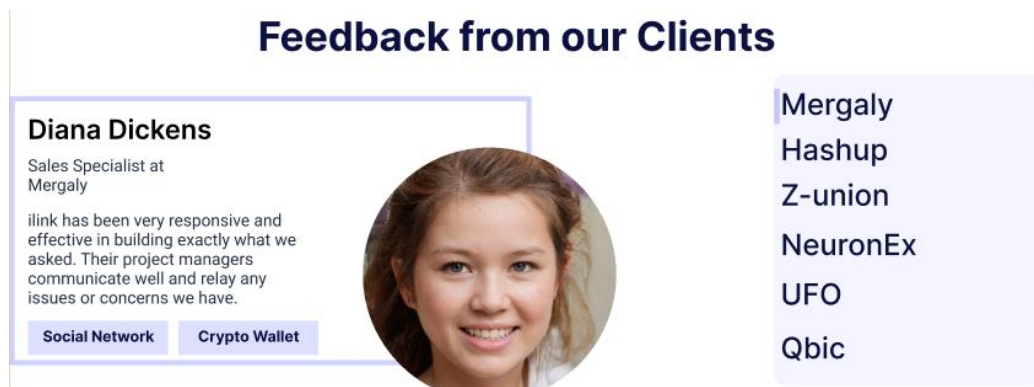 Feedback from our Clients
Diana Dickens
Sales Specialist at
Mergaly
ilink has been very responsive and
effective in building exactly what we
asked. Their project managers
communicate well and relay any
issues or concerns we have.
Social Network
Crypto Wallet
Mergaly
Hashup
Z-union
NeuronEx
UFO
Qbic